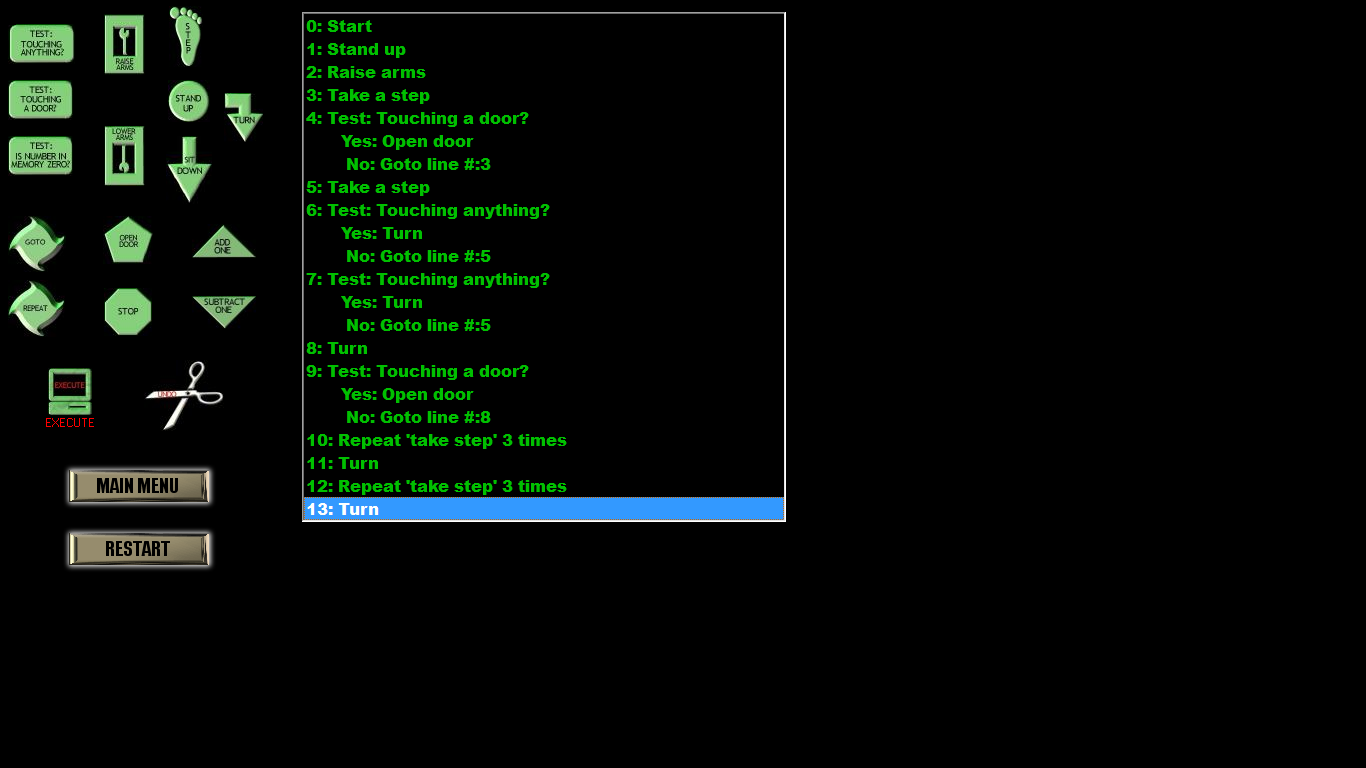 TEST:
TOUCHING
ANYTHING?
RAISE
ARMS
STEP
TEST:
TOUCHING
A DOOR?
STAND
UP
TURN
TEST:
IS NUMBER IN
MEMORY ZERO?
LOWER
ARMS
SIT
DOWN
GOTO
OPEN
DOOR
ADD
ONE
REPEAT
STOP
SUBTRACT
ONE
EXECUTE
EXECUTE
UNDO
MAIN MENU
RESTART
0: Start
1: Stand up
2: Raise arms
3: Take a step
4: Test: Touching a door?
Yes: Open door
No: Goto line #:3
5: Take a step
6: Test: Touching anything?
Yes: Turn
No: Goto line #:5
7: Test: Touching anything?
Yes: Turn
No: Goto line #:5
8: Turn
9: Test: Touching a door?
Yes: Open door
No: Goto line #:8
10: Repeat 'take step' 3 times
11: Turn
12: Repeat 'take step' 3 times
13: Turn